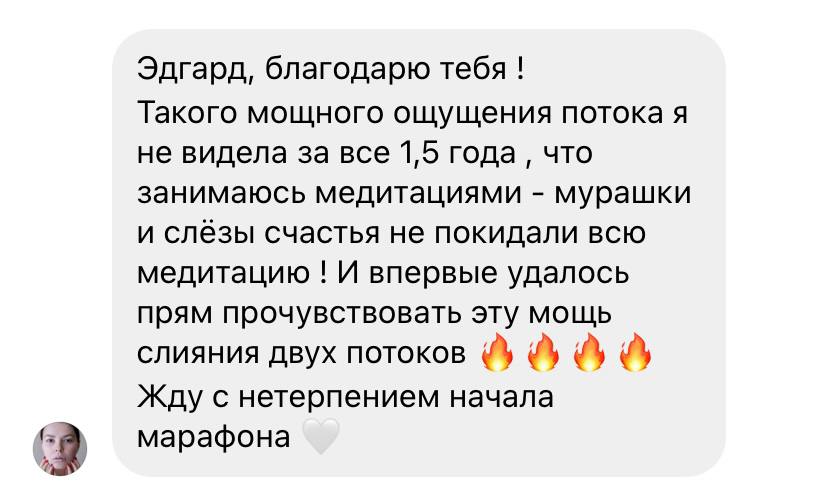 Эдгард, благодарю тебя !
Такого мощного ощущения потока я
не видела за все 1,5 года , что
занимаюсь медитациями - мурашки
и слёзы счастья не покидали всю
медитацию ! И впервые удалось
прям прочувствовать эту мощь
слияния двух потоков 🔥🔥🔥🔥
Жду с нетерпением начала
марафона 🤍